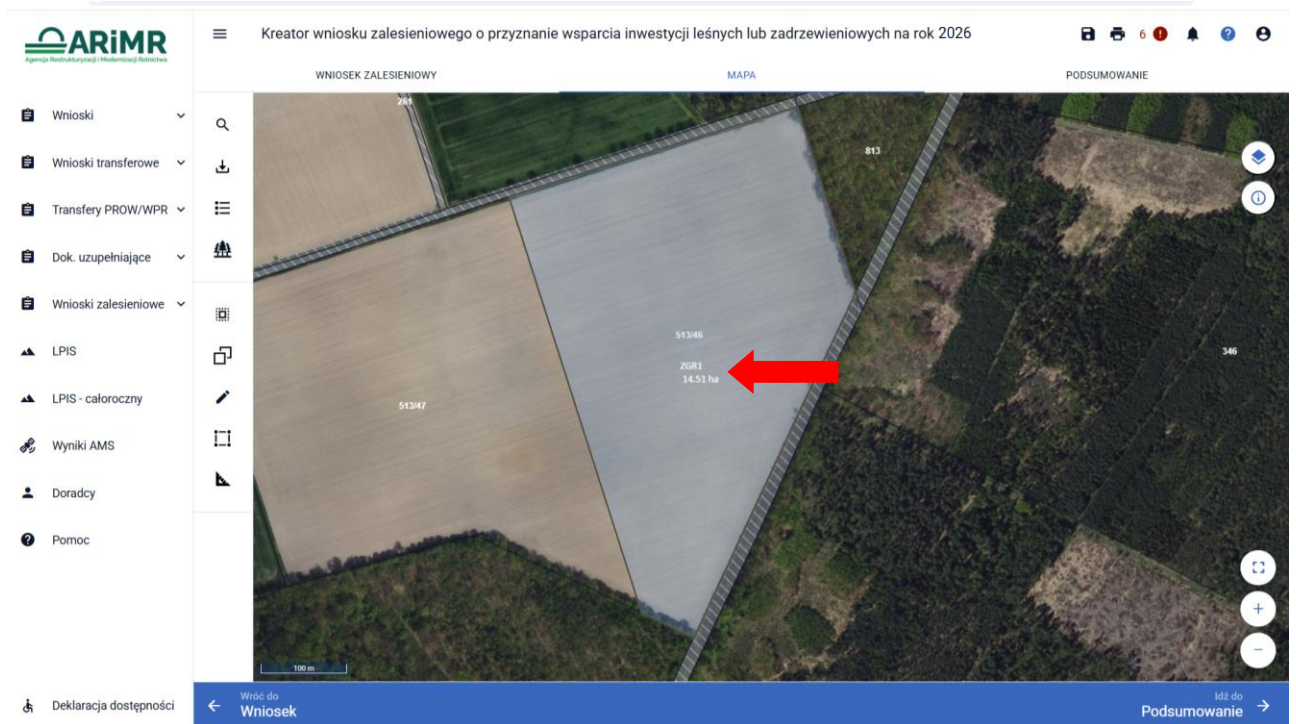 ARiMR
Agencja Restrukturyzacji i Modernizacji Rolnictwa
Kreator wniosku zalesieniowego o przyznanie wsparcia inwestycji leśnych lub zadrzewieniowych na rok 2026
6
WNIOSEK ZALESIENIOWY
MAPA
PODSUMOWANIE
Wnioski
Wnioski transferowe
Transfery PROW/WPR
Dok. uzupełniające
Wnioski zalesieniowe
LPIS
LPIS - całoroczny
Wyniki AMS
Doradcy
Pomoc
Deklaracja dostępności
261
813
513/46
ZGR1
14.51 ha
346
513/47
100 m
Wróć do
Wniosek
Idź do
Podsumowanie